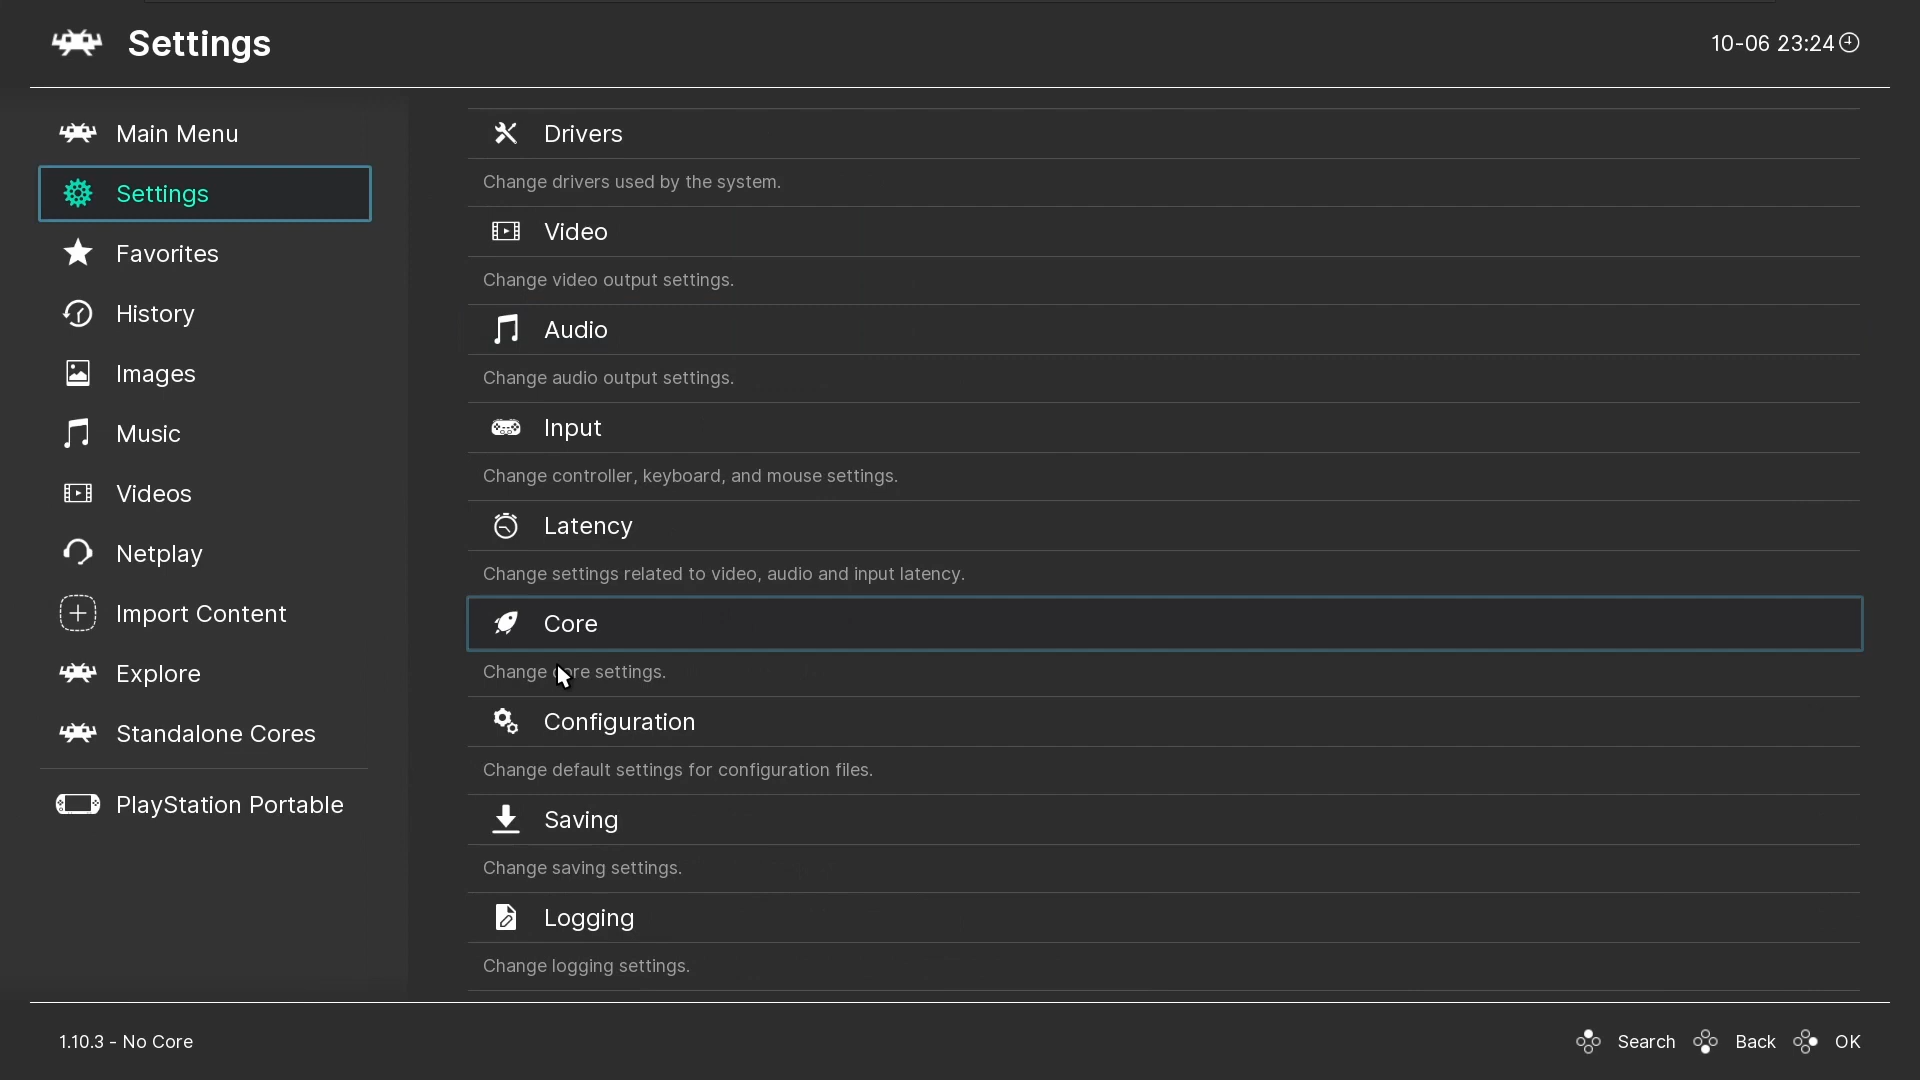 Settings
10-06 23:24
Main Menu
Settings
Favorites
History
Images
Music
Videos
Netplay
Import Content
Explore
Standalone Cores
PlayStation Portable
Drivers
Change drivers used by the system.
Video
Change video output settings.
Audio
Change audio output settings.
Input
Change controller, keyboard, and mouse settings.
Latency
Change settings related to video, audio and input latency.
Core
Change core settings.
Configuration
Change default settings for configuration files.
Saving
Change saving settings.
Logging
Change logging settings.
1.10.3 - No Core
Search Back OK